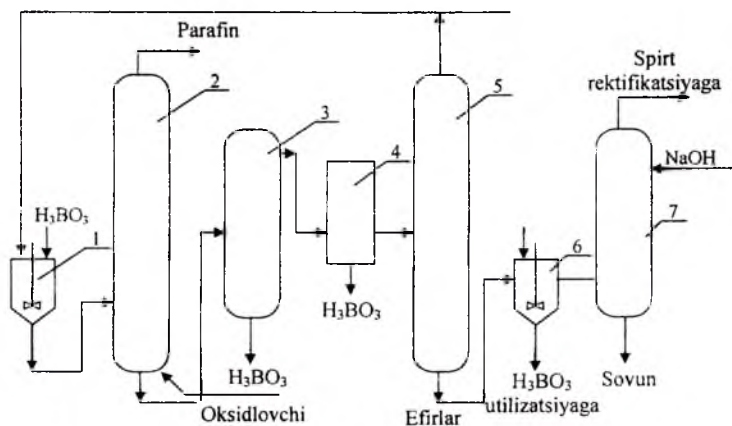 Parafin
2
5
Spirt
rektifikatsiyaga
3
4
NaOH
H₃BO₃
1
6
7
H₃BO₃
H₃BO₃
Oksidlovchi
Efirlar
H₃BO₃
utilizatsiyaga
Sovun